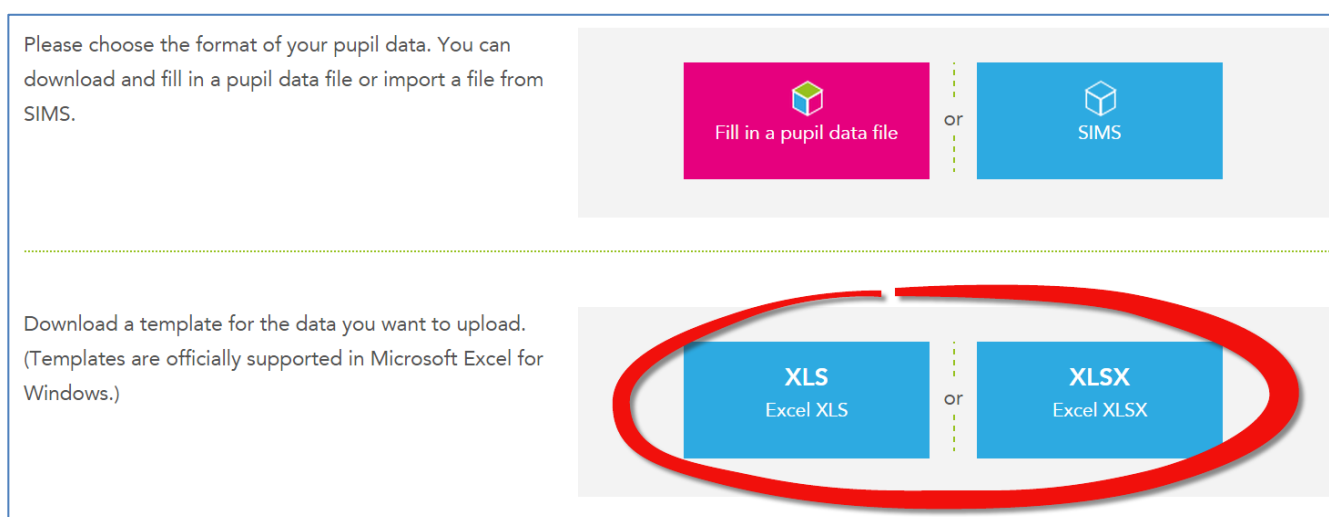 Please choose the format of your pupil data. You can
download and fill in a pupil data file or import a file from
SIMS.
Fill in a pupil data file
or
SIMS
Download a template for the data you want to upload.
(Templates are officially supported in Microsoft Excel for
Windows.)
XLS
Excel XLS
or
XLSX
Excel XLSX